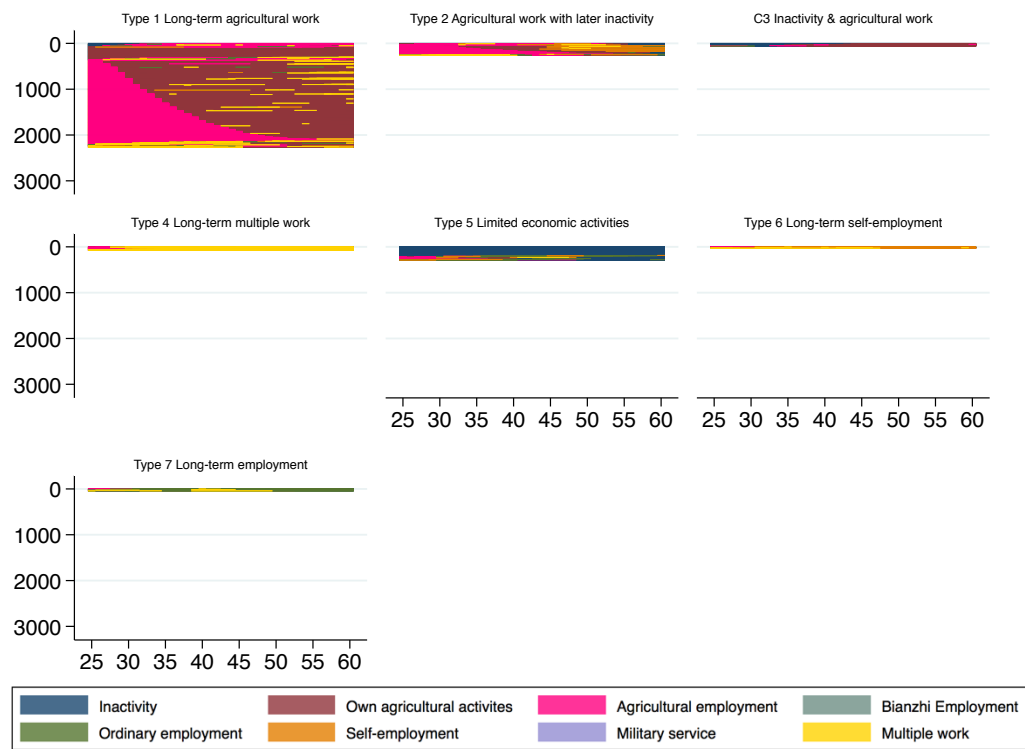 Type 1 Long-term agricultural work
Type 2 Agricultural work with later inactivity
C3 Inactivity & agricultural work
0
1000
2000
3000
Type 4 Long-term multiple work
Type 5 Limited economic activities
Type 6 Long-term self-employment
0
1000
2000
3000
25 30 35 40 45 50 55 60
25 30 35 40 45 50 55 60
Type 7 Long-term employment
0
1000
2000
3000
25 30 35 40 45 50 55 60
Inactivity
Own agricultural activites
Agricultural employment
Bianzhi Employment
Ordinary employment
Self-employment
Military service
Multiple work